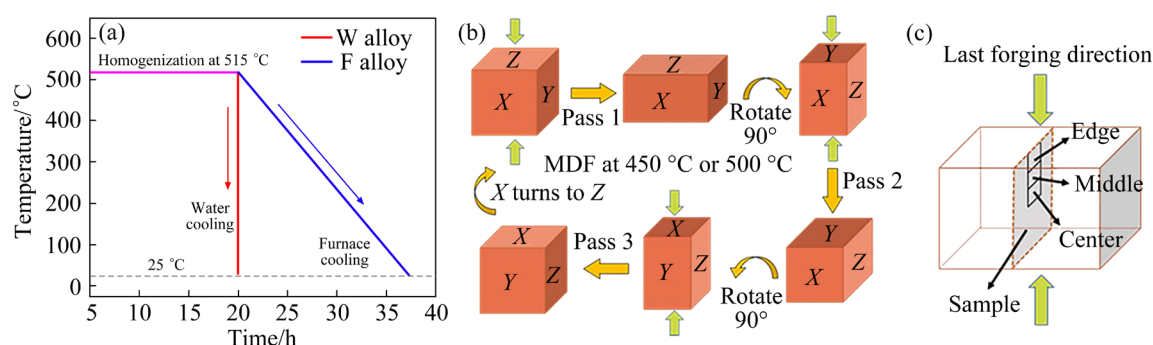 (a)
W alloy
F alloy
Homogenization at 515 °C
Water
cooling
Furnace
cooling
25 °C
Temperature/°C
600
500
400
300
200
100
0
5 10 15 20 25 30 35 40
Time/h
(b)
Z
X
Y
Pass 1
Z
X
Y
Rotate
90°
Y
X
Z
MDF at 450 °C or 500 °C
X turns to Z
Pass 2
X
Y
Z
Pass 3
X
Y
Z
Rotate
90°
Y
X
Z
(c)
Last forging direction
Edge
Middle
Center
Sample